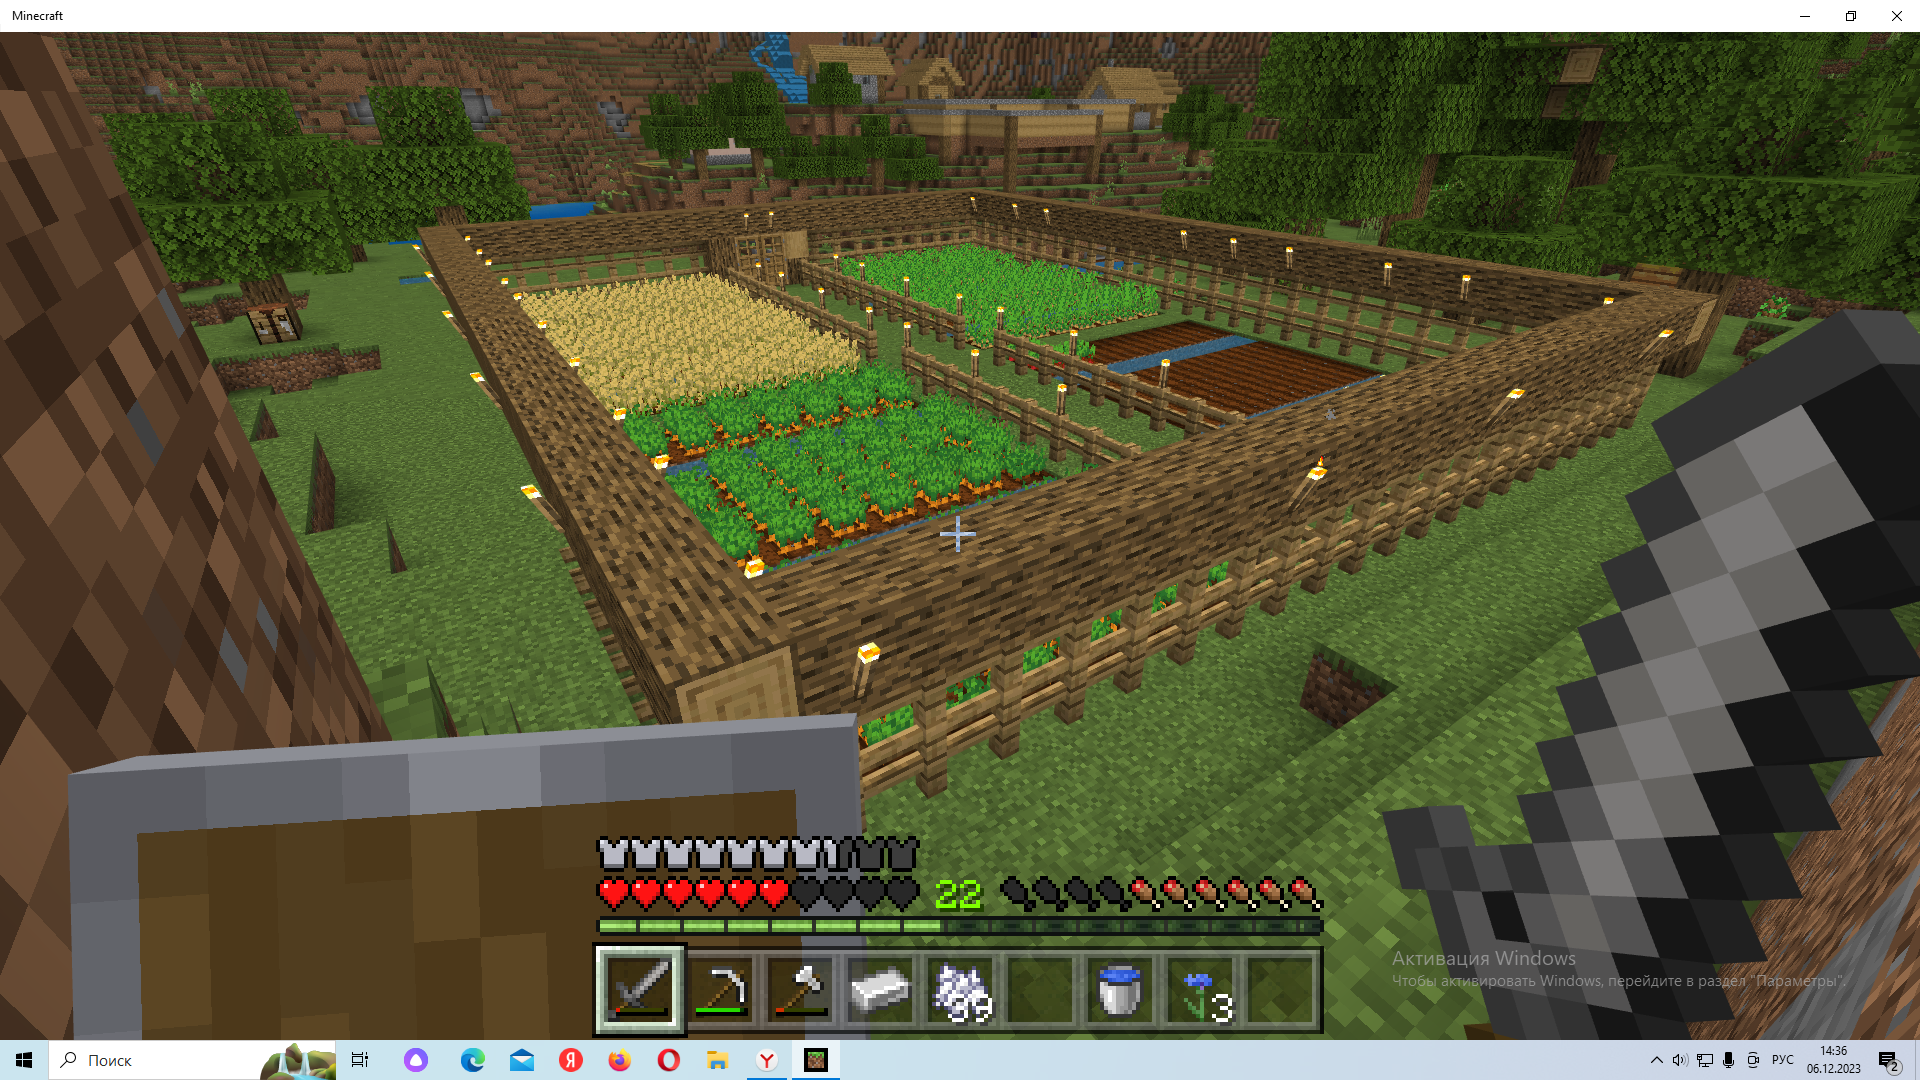 Minecraft
22
3
Активация Windows
Чтобы активировать Windows, перейдите в раздел "Параметры".
Поиск
РУС
14:36
06.12.2023
2